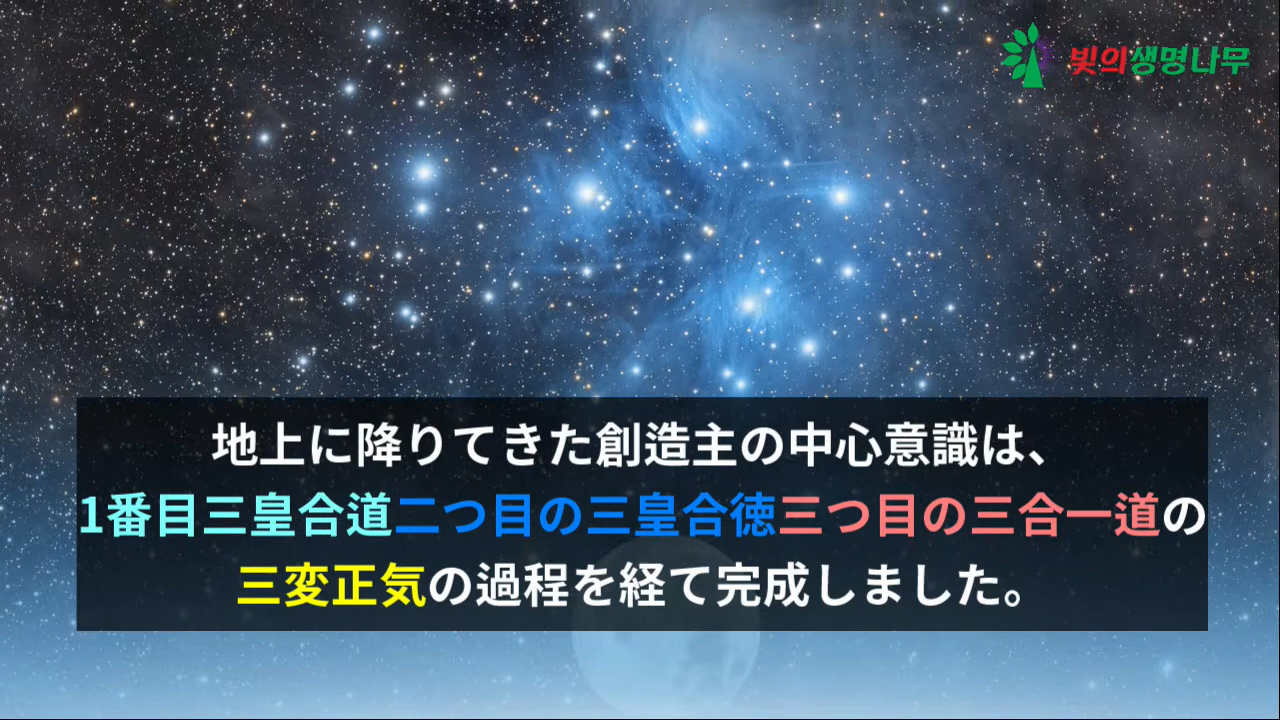 빛의생명나무
地上に降りてきた創造主の中心意識は、
1番目三皇合道二つ目の三皇合徳三つ目の三合一道の
三変正気の過程を経て完成しました。